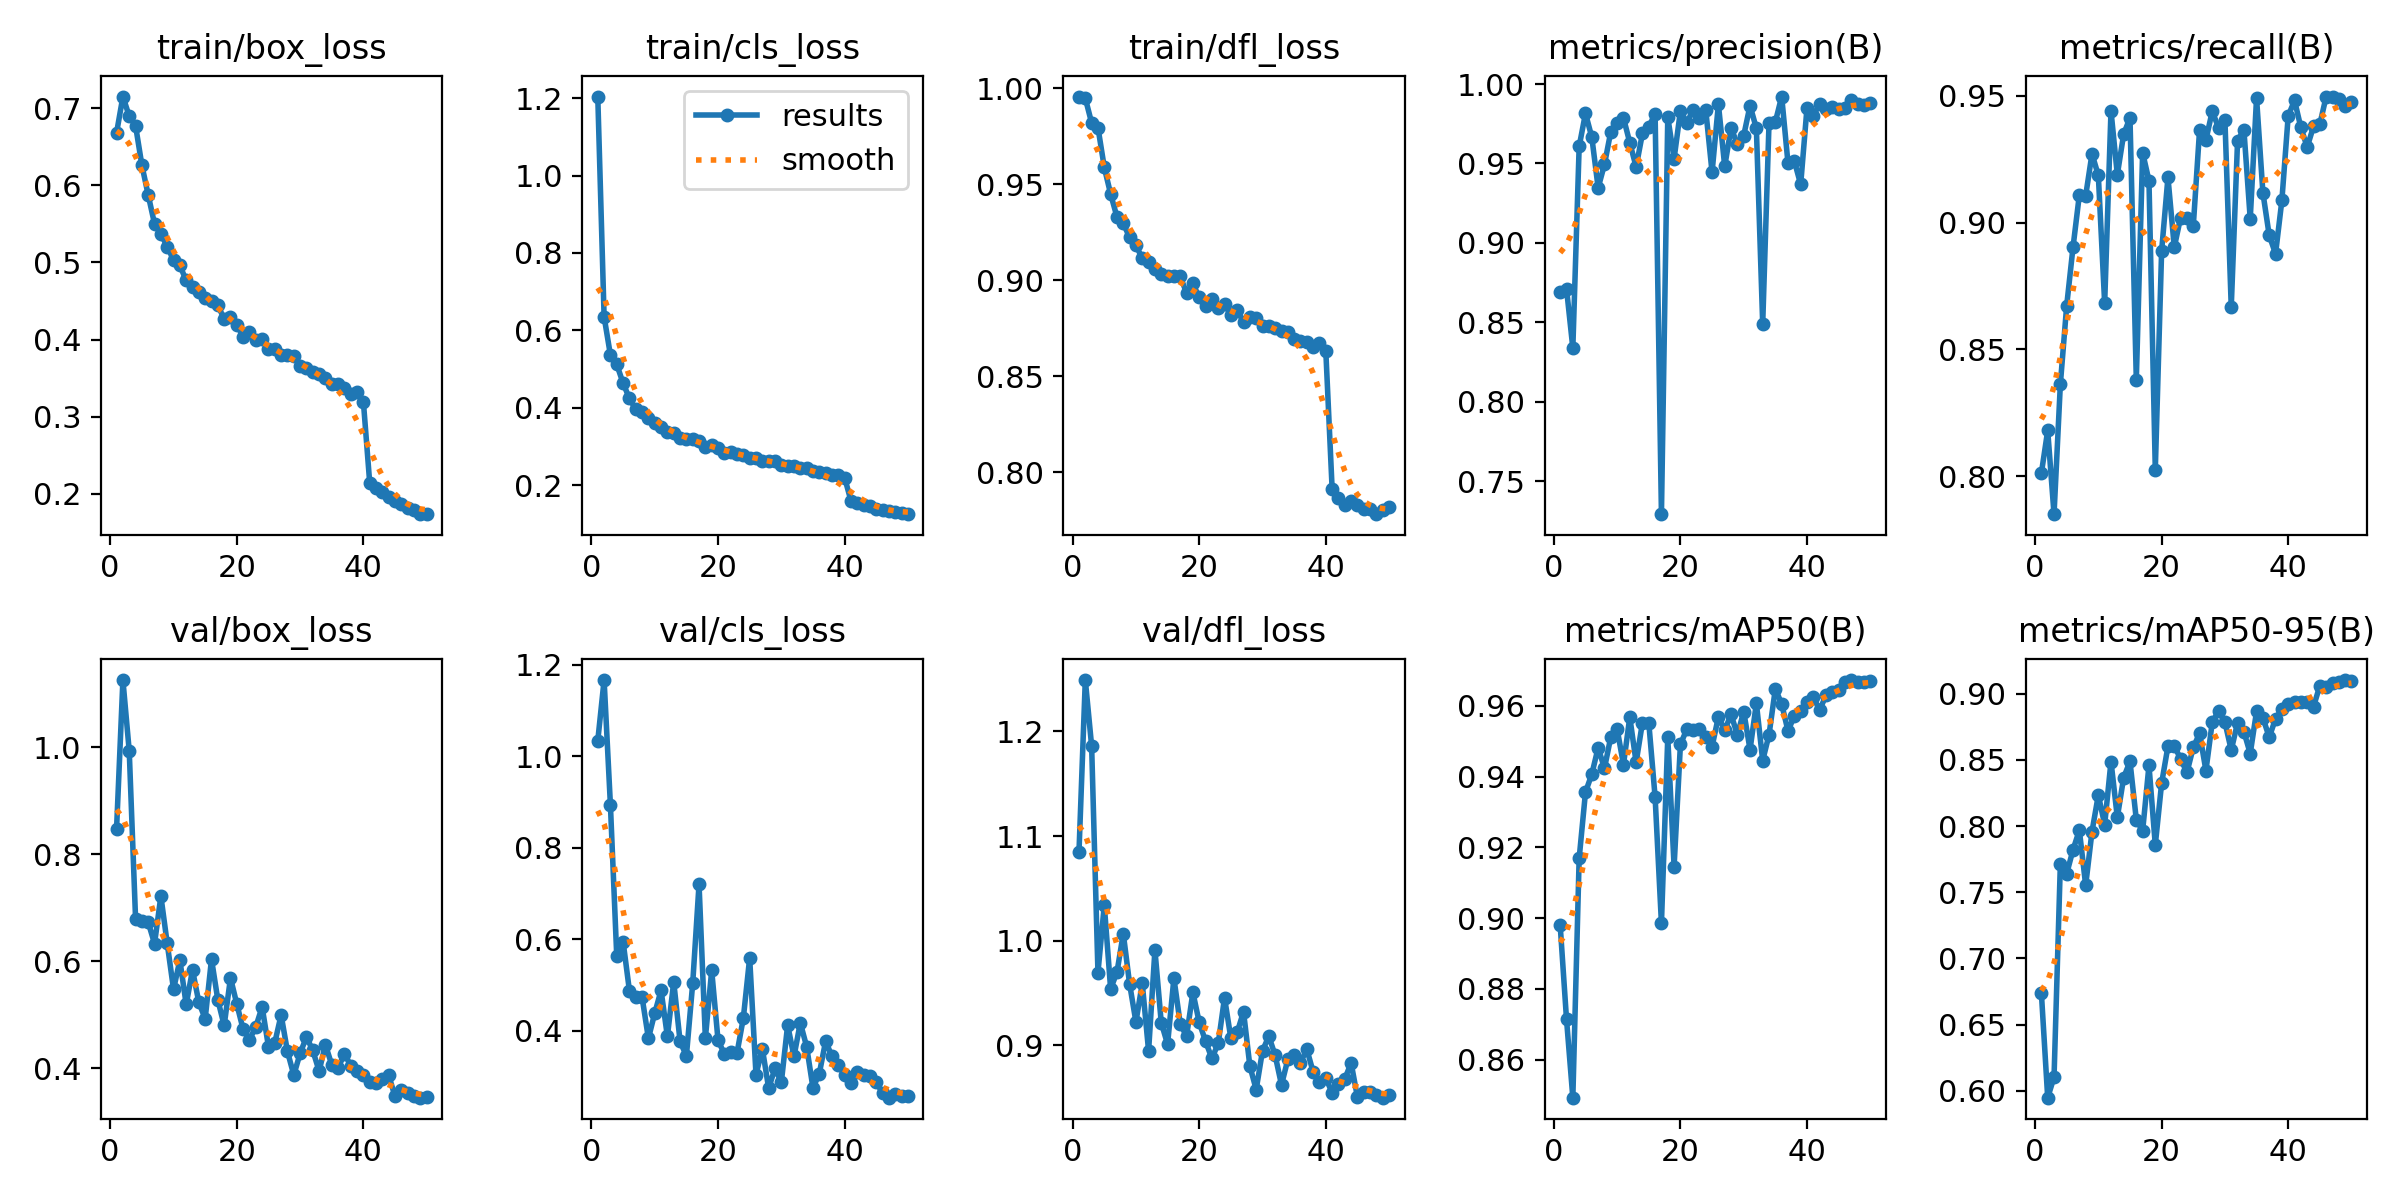 train/box_loss
0.7
0.6
0.5
0.4
0.3
0.2
0 20 40
train/cls_loss
results
smooth
1.2
1.0
0.8
0.6
0.4
0.2
0 20 40
train/dfl_loss
1.00
0.95
0.90
0.85
0.80
0 20 40
metrics/precision(B)
1.00
0.95
0.90
0.85
0.80
0.75
0 20 40
metrics/recall(B)
0.95
0.90
0.85
0.80
0 20 40
val/box_loss
1.0
0.8
0.6
0.4
0 20 40
val/cls_loss
1.2
1.0
0.8
0.6
0.4
0 20 40
val/dfl_loss
1.2
1.1
1.0
0.9
0 20 40
metrics/mAP50(B)
0.96
0.94
0.92
0.90
0.88
0.86
0 20 40
metrics/mAP50-95(B)
0.90
0.85
0.80
0.75
0.70
0.65
0.60
0 20 40